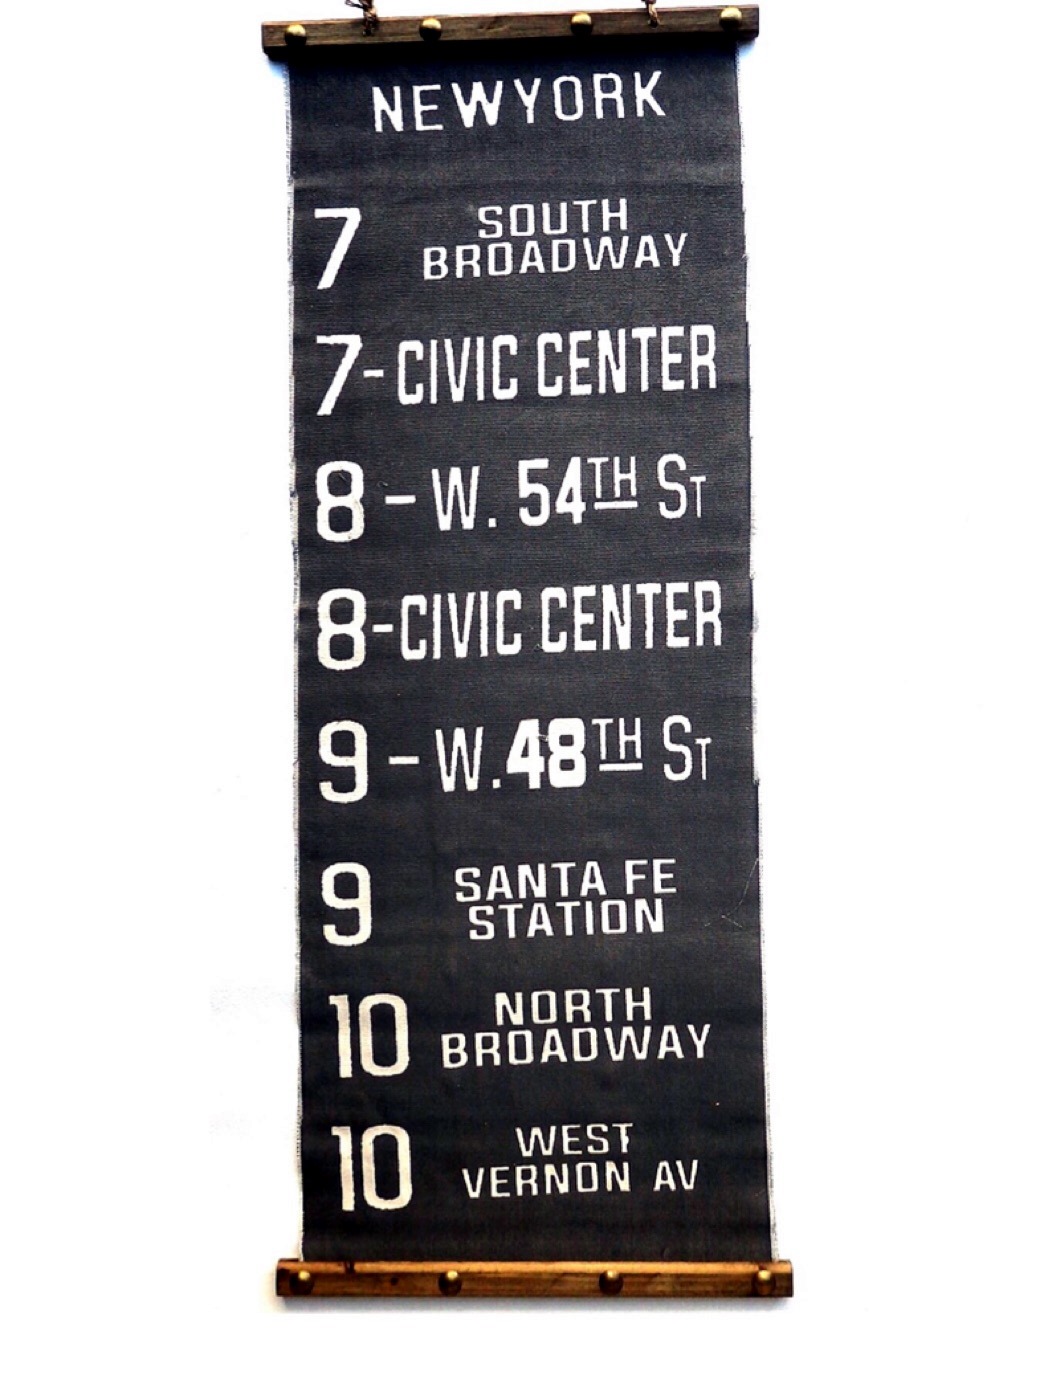 NEWYORK
7 SOUTH
BROADWAY
7-CIVIC CENTER
8 - W. 54TH ST
8-CIVIC CENTER
9 - W. 48TH ST
9 SANTA FE
STATION
10 NORTH
BROADWAY
10 WEST
VERNON AV